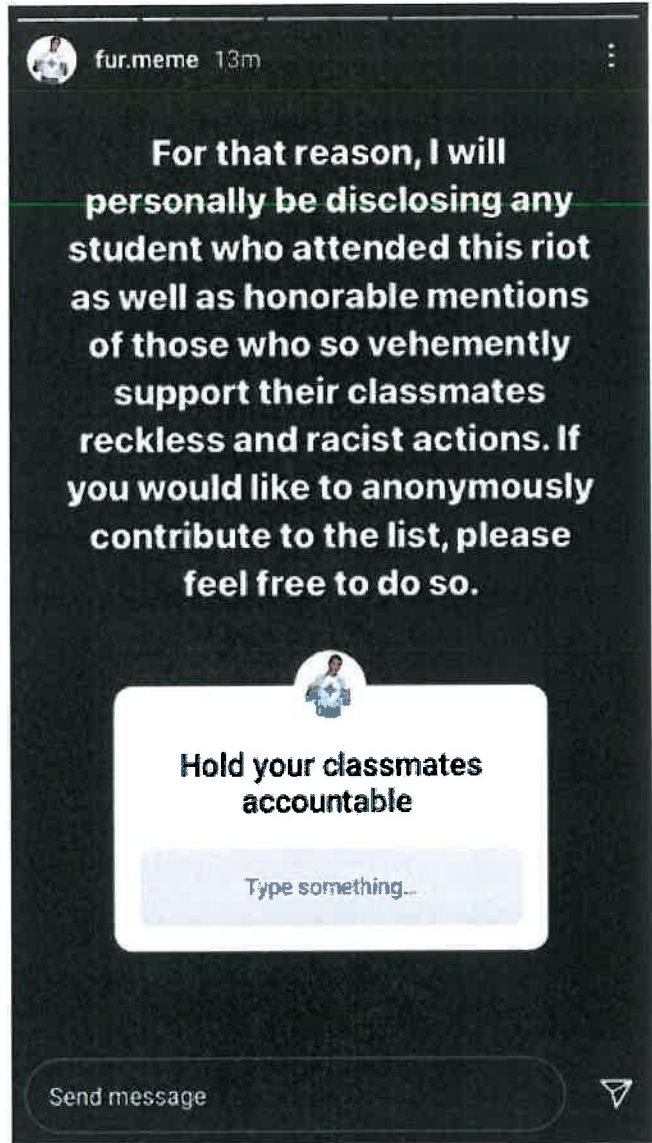 fur.meme 13m
For that reason, I will
personally be disclosing any
student who attended this riot
as well as honorable mentions
of those who so vehemently
support their classmates
reckless and racist actions. If
you would like to anonymously
contribute to the list, please
feel free to do so.
Hold your classmates
accountable
Type something...
Send message